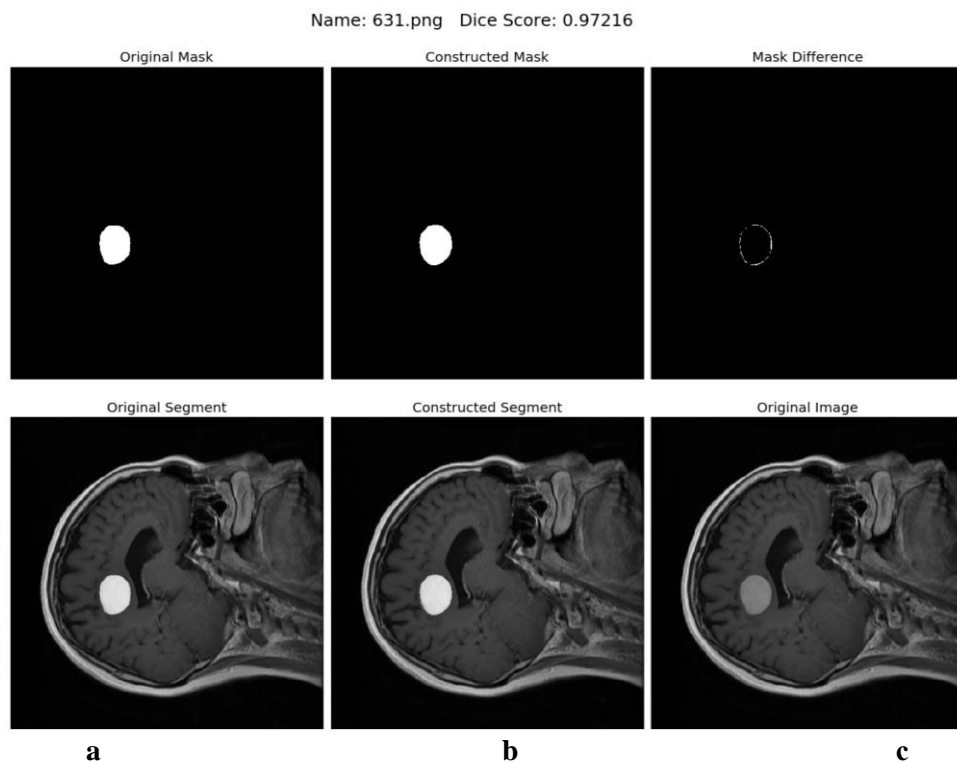 Name: 631.png Dice Score: 0.97216
Original Mask Constructed Mask Mask Difference
Original Segment Constructed Segment Original Image
a b c